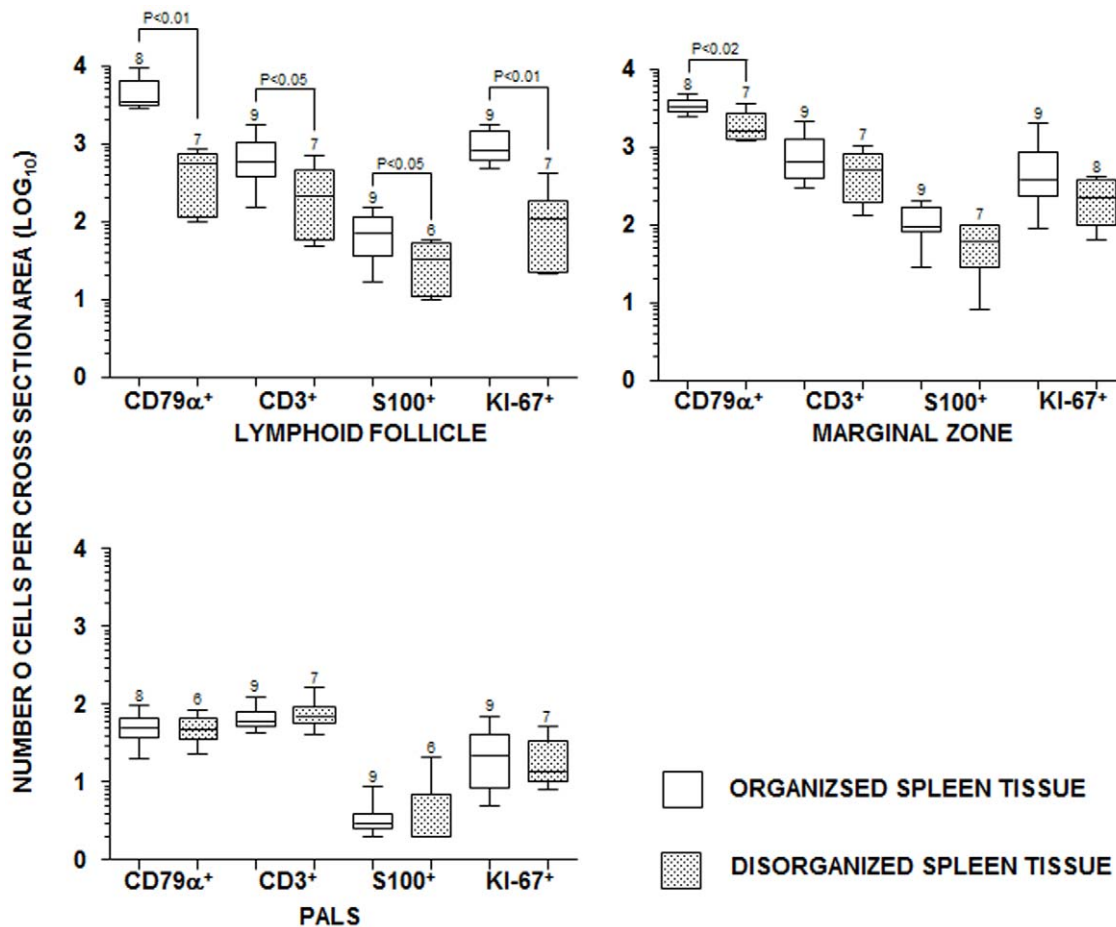 NUMBER O CELLS PER CROSS SECTION AREA (LOG10)
P<0.01
P<0.05
P<0.05
P<0.01
8 7 9 7 9 6 9 7
4
3
2
1
0
CD79α+ CD3+ S100+ KI-67+
LYMPHOID FOLLICLE
P<0.02
8 7 9 7 9 7 9 8
4
3
2
1
0
CD79α+ CD3+ S100+ KI-67+
MARGINAL ZONE
8 6 9 7 9 6 9 7
4
3
2
1
0
CD79α+ CD3+ S100+ KI-67+
PALS
ORGANIZSED SPLEEN TISSUE
DISORGANIZED SPLEEN TISSUE